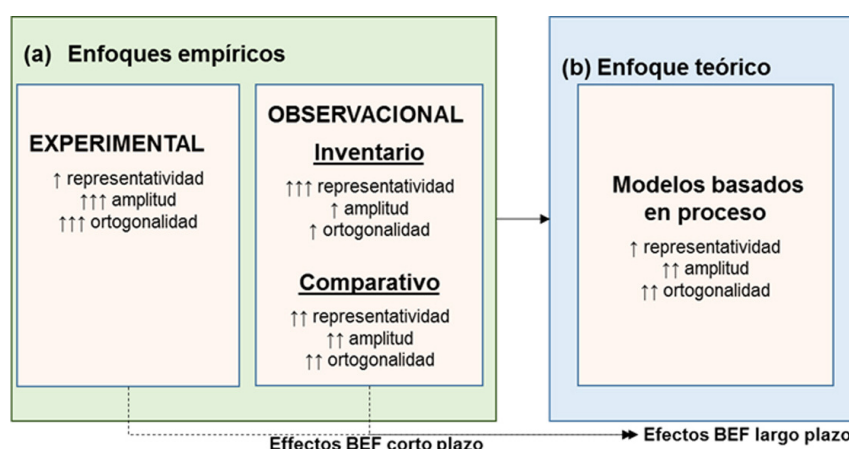 (a) Enfoques empíricos
EXPERIMENTAL
↑ representatividad
↑↑↑ amplitud
↑↑↑ ortogonalidad
OBSERVACIONAL
Inventario
↑↑↑ representatividad
↑ amplitud
↑ ortogonalidad
Comparativo
↑↑ representatividad
↑↑ amplitud
↑↑ ortogonalidad
(b) Enfoque teórico
Modelos basados
en proceso
↑ representatividad
↑↑ amplitud
↑↑ ortogonalidad
Effectos BEF corto plazo
Efectos BEF largo plazo